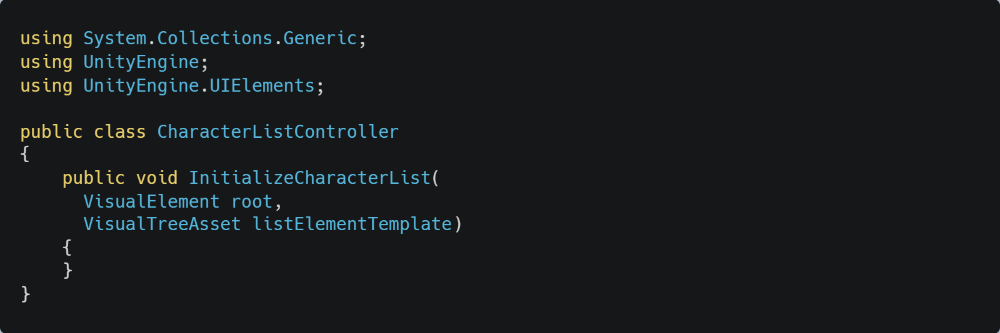 using System.Collections.Generic;
using UnityEngine;
using UnityEngine.UIElements;

public class CharacterListController
{
    public void InitializeCharacterList(
      VisualElement root,
      VisualTreeAsset listElementTemplate)
    {
    }
}